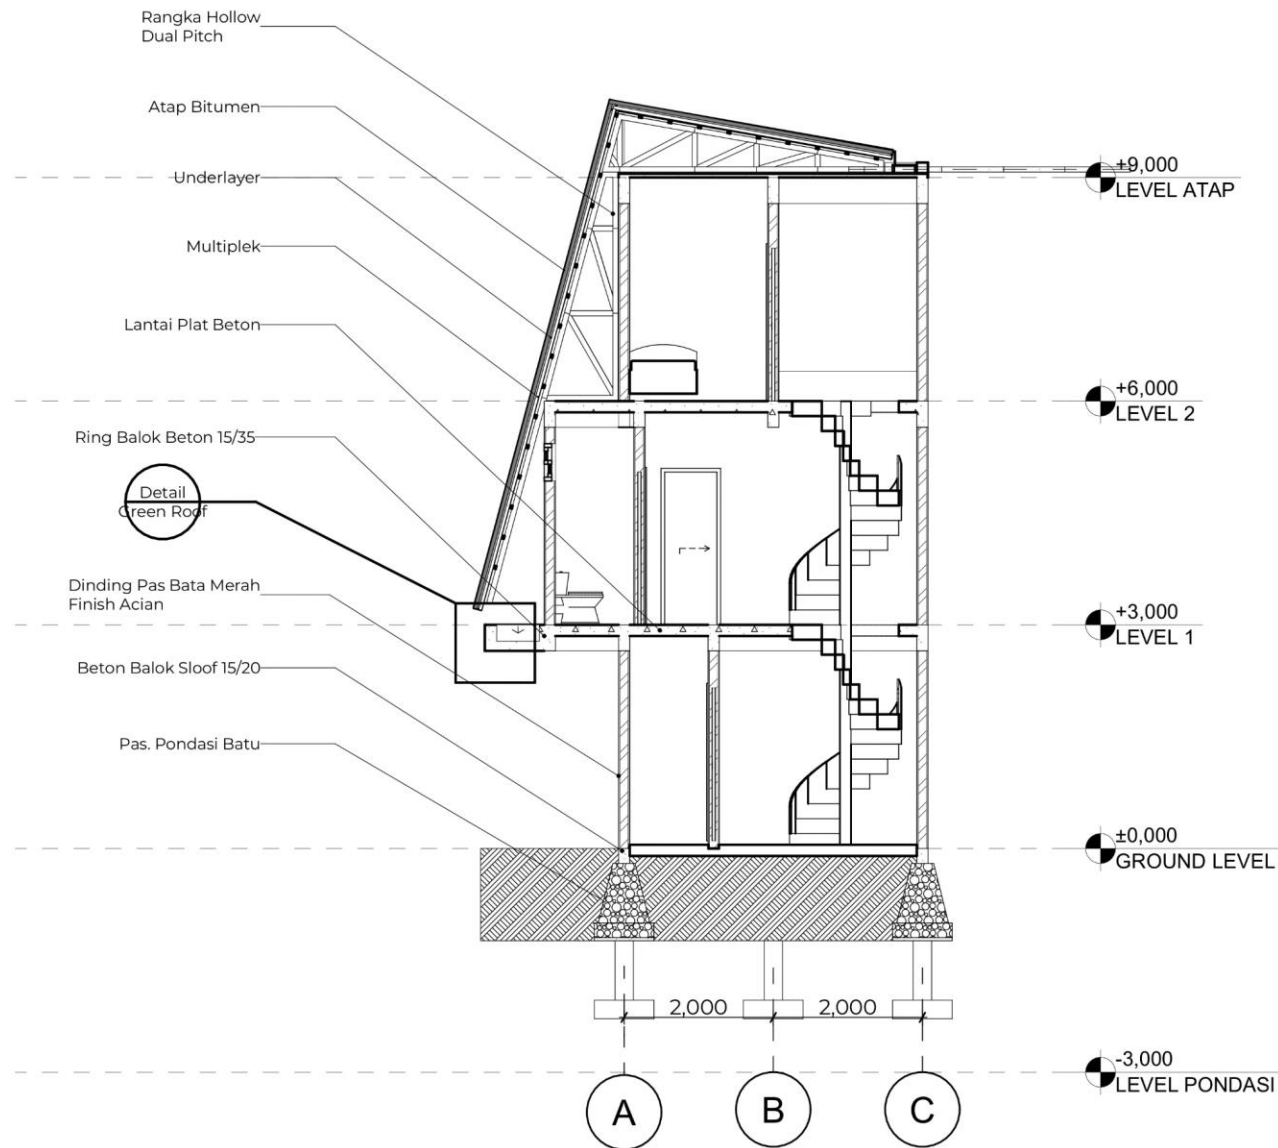 Rangka Hollow
Dual Pitch
Atap Bitumen
Underlayer
Multiplek
Lantai Plat Beton
Ring Balok Beton 15/35
Detail
Green Roof
Dinding Pas Bata Merah
Finish Acian
Beton Balok Sloof 15/20
Pas. Pondasi Batu
+9,000
LEVEL ATAP
+6,000
LEVEL 2
+3,000
LEVEL 1
±0,000
GROUND LEVEL
-3,000
LEVEL PONDASI
2,000
2,000
A
B
C